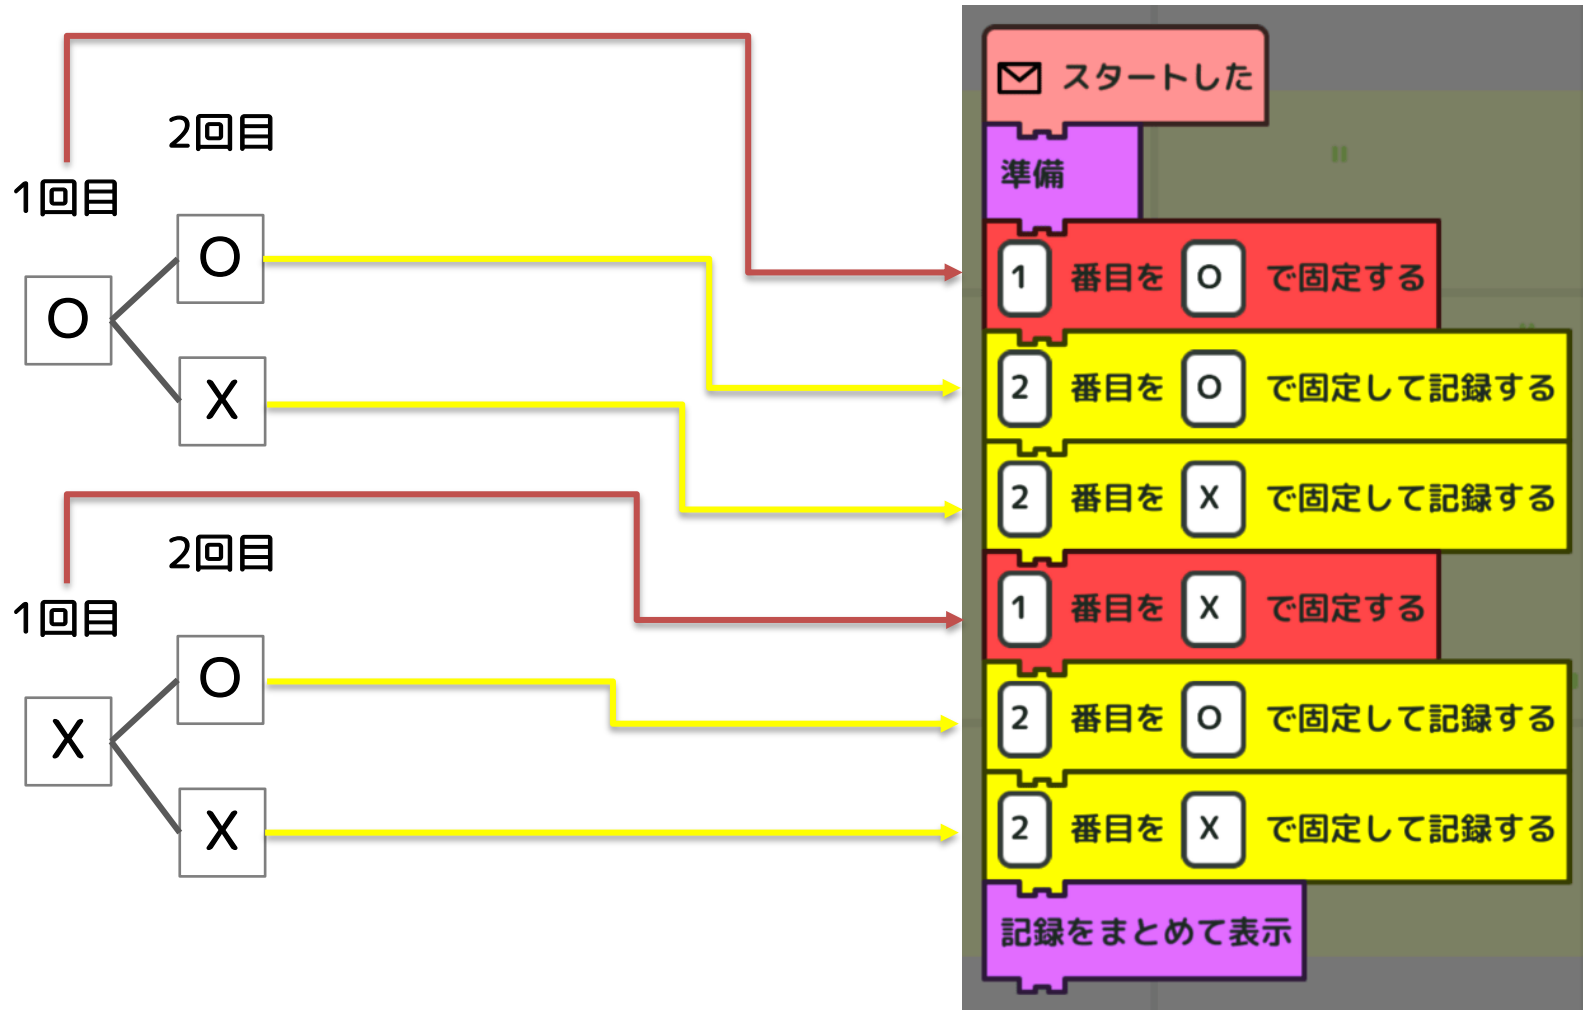 2回目
1回目
O
O
X
2回目
1回目
O
X
X
スタートした
準備
1 番目を O で固定する
2 番目を O で固定して記録する
2 番目を X で固定して記録する
1 番目を X で固定する
2 番目を O で固定して記録する
2 番目を X で固定して記録する
記録をまとめて表示